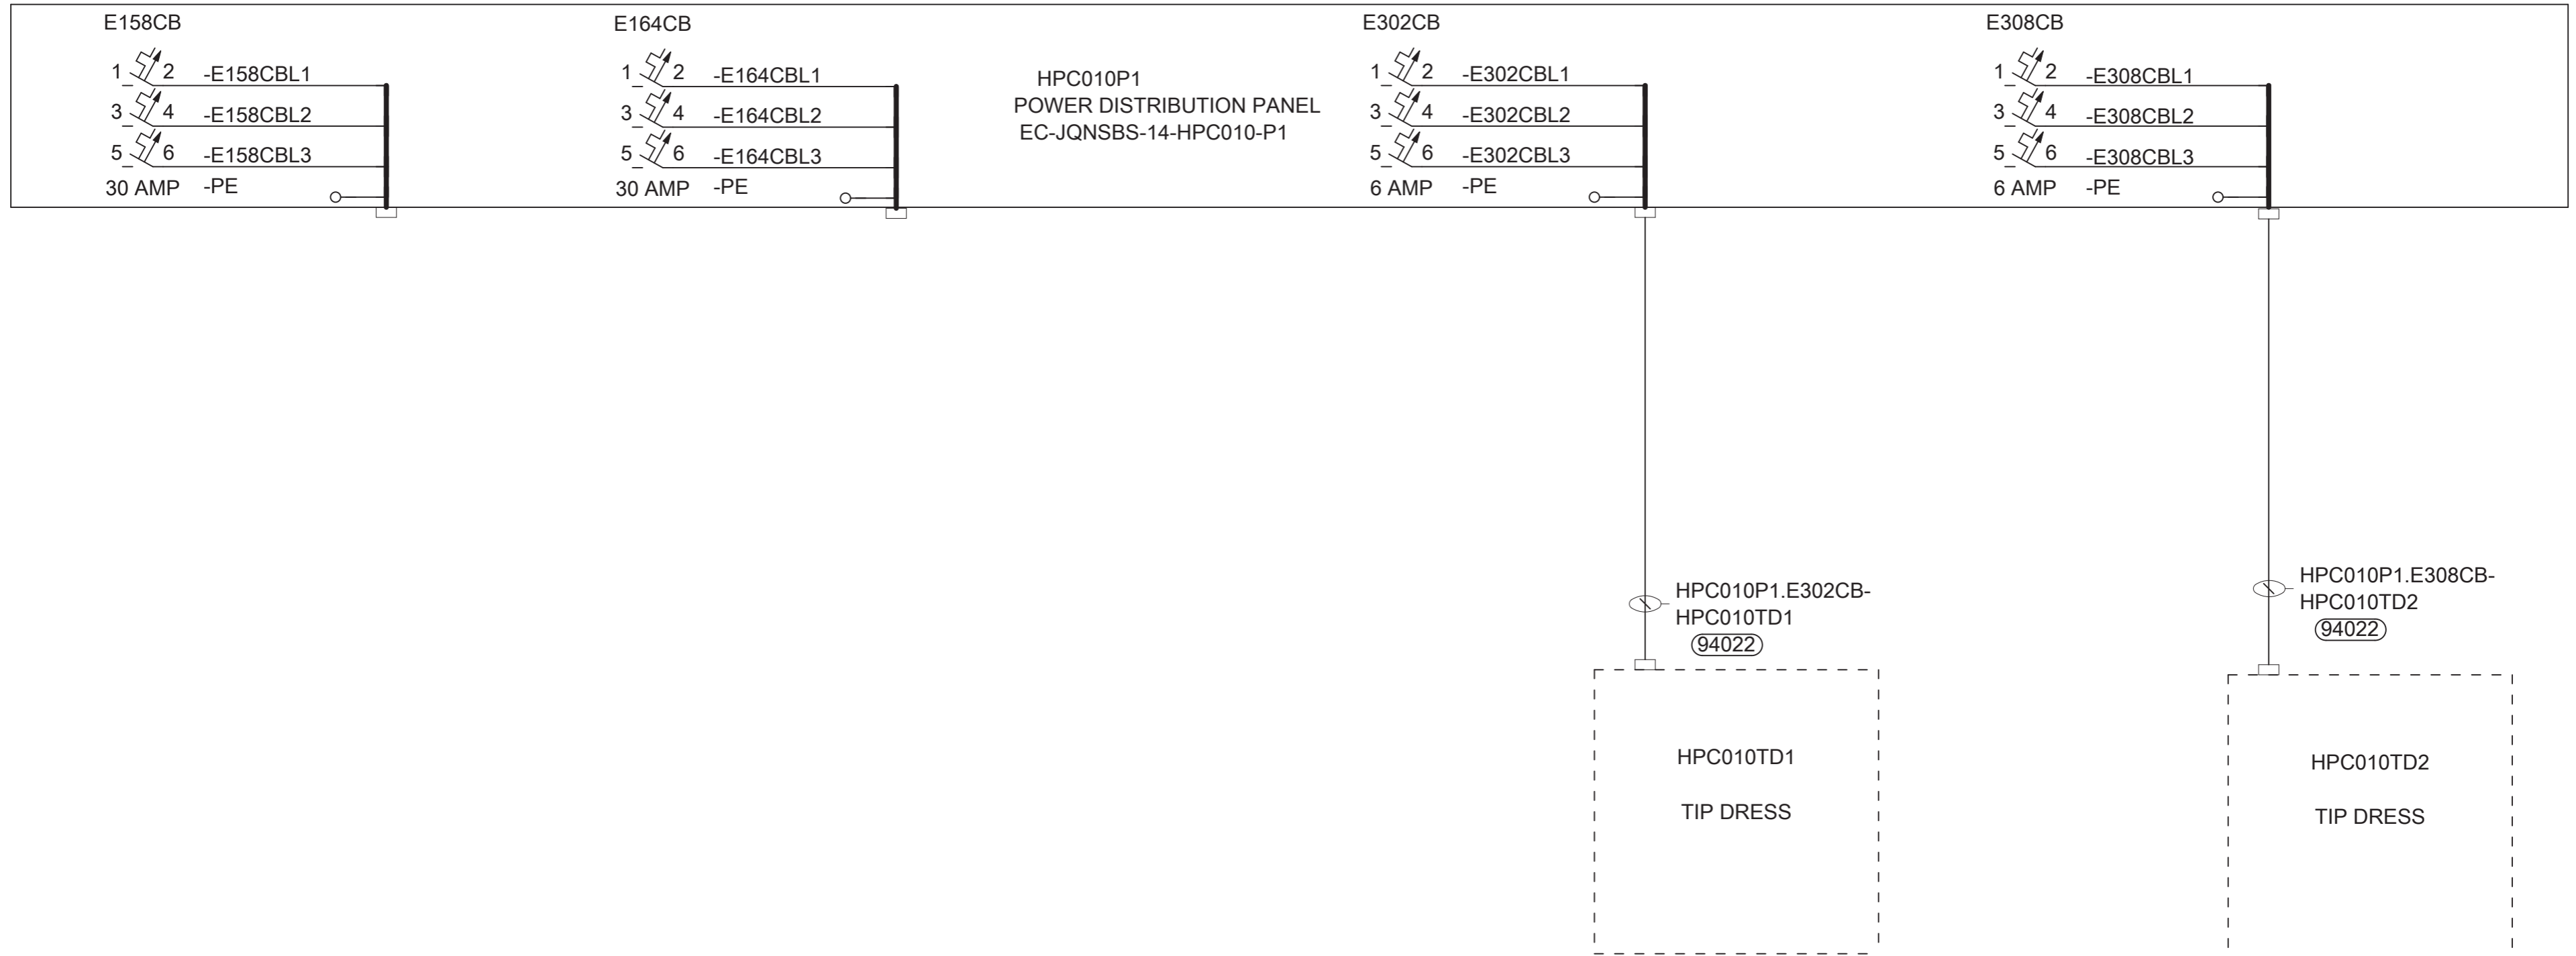 E158CB
1 2 -E158CBL1
3 4 -E158CBL2
5 6 -E158CBL3
30 AMP -PE
E164CB
1 2 -E164CBL1
3 4 -E164CBL2
5 6 -E164CBL3
30 AMP -PE
HPC010P1
POWER DISTRIBUTION PANEL
EC-JQNSBS-14-HPC010-P1
E302CB
1 2 -E302CBL1
3 4 -E302CBL2
5 6 -E302CBL3
6 AMP -PE
E308CB
1 2 -E308CBL1
3 4 -E308CBL2
5 6 -E308CBL3
6 AMP -PE
HPC010P1.E302CB-
HPC010TD1
94022
HPC010P1.E308CB-
HPC010TD2
94022
HPC010TD1
TIP DRESS
HPC010TD2
TIP DRESS